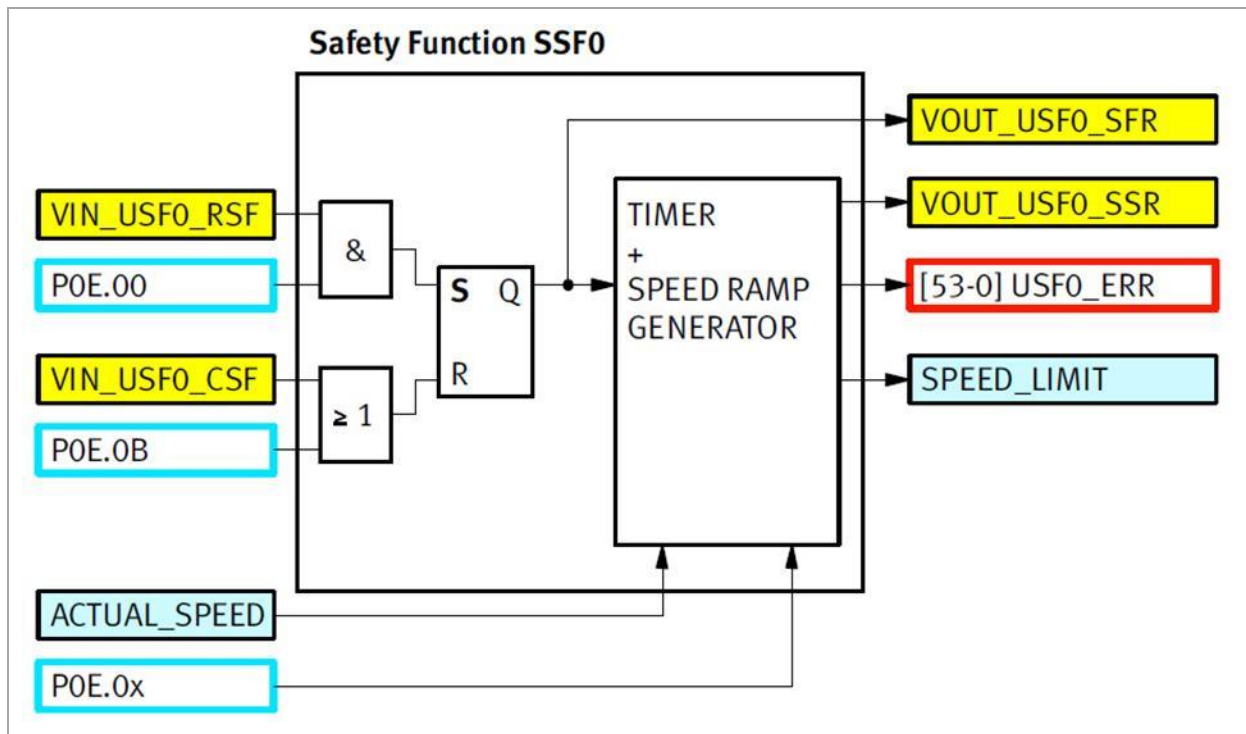 Safety Function SSF0
VOUT_USF0_SFR
VIN_USF0_RSF
P0E.00
&
S Q
R
VIN_USF0_CSF
P0E.0B
≥ 1
TIMER
+
SPEED RAMP
GENERATOR
VOUT_USF0_SSR
[53-0] USF0_ERR
SPEED_LIMIT
ACTUAL_SPEED
P0E.0x